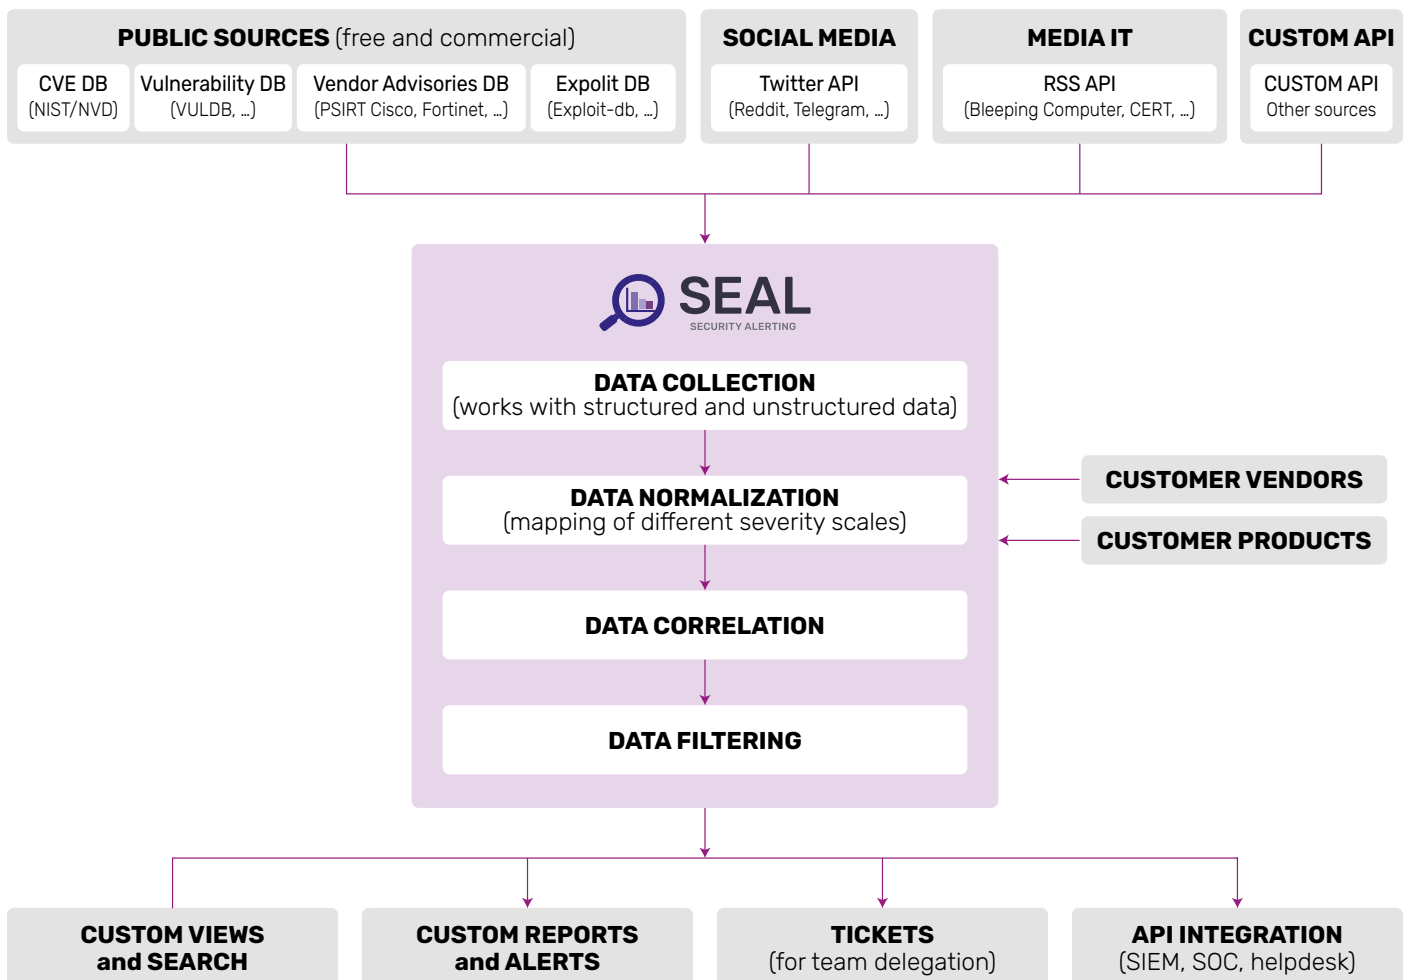 PUBLIC SOURCES (free and commercial)
CVE DB
(NIST/NVD)
Vulnerability DB
(VULDB, ...)
Vendor Advisories DB
(PSIRT Cisco, Fortinet, ...)
Expolit DB
(Exploit-db, ...)
SOCIAL MEDIA
Twitter API
(Reddit, Telegram, ...)
MEDIA IT
RSS API
(Bleeping Computer, CERT, ...)
CUSTOM API
CUSTOM API
Other sources
SEAL
SECURITY ALERTING
DATA COLLECTION
(works with structured and unstructured data)
DATA NORMALIZATION
(mapping of different severity scales)
DATA CORRELATION
DATA FILTERING
CUSTOMER VENDORS
CUSTOMER PRODUCTS
CUSTOM VIEWS
and SEARCH
CUSTOM REPORTS
and ALERTS
TICKETS
(for team delegation)
API INTEGRATION
(SIEM, SOC, helpdesk)